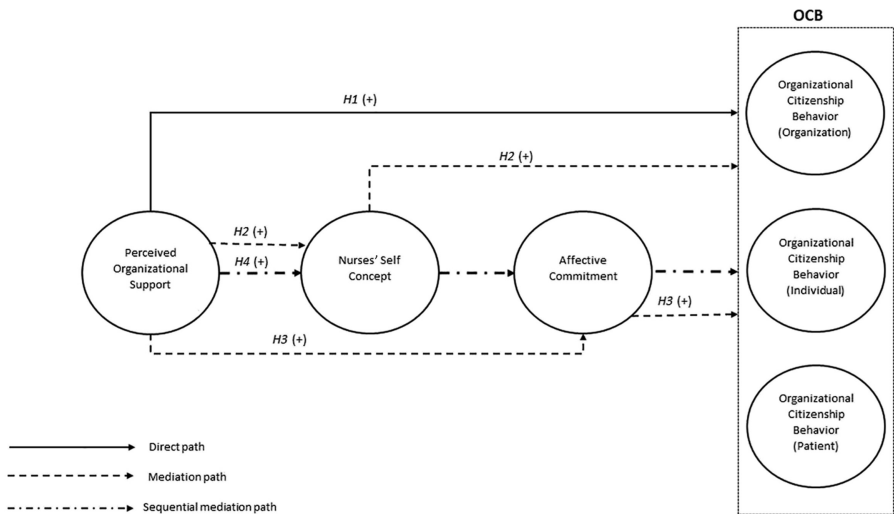 OCB
Organizational
Citizenship
Behavior
(Organization)
H1 (+)
H2 (+)
Perceived
Organizational
Support
H2 (+)
H4 (+)
Nurses' Self
Concept
Affective
Commitment
Organizational
Citizenship
Behavior
(Individual)
H3 (+)
H3 (+)
Organizational
Citizenship
Behavior
(Patient)
Direct path
Mediation path
Sequential mediation path